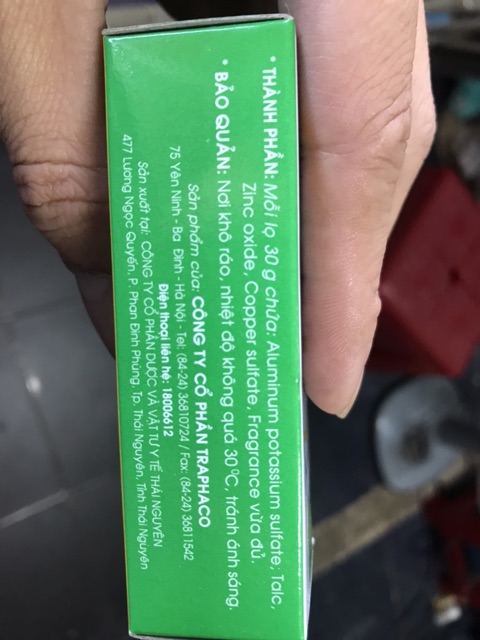 * THÀNH PHẦN: Mỗi lọ 30 g chứa: Aluminum potassium sulfate, Talc,
Zinc oxide, Copper sulfate, Fragrance vừa đủ.
* BẢO QUẢN: Nơi khô ráo, nhiệt độ không quá 30°C, tránh ánh sáng.
Sản phẩm của: CÔNG TY CỔ PHẦN TRAPHACO
75 Yên Ninh - Ba Đình - Hà Nội - Tel: (84-24) 36810724 / Fax: (84-24) 36811542
Điện thoại liên hệ: 18006612
Sản xuất tại: CÔNG TY CỔ PHẦN DƯỢC VÀ VẬT TƯ Y TẾ THÁI NGUYÊN
477 Lương Ngọc Quyến, P. Phan Đình Phùng, Tp. Thái Nguyên, Tỉnh Thái Nguyên